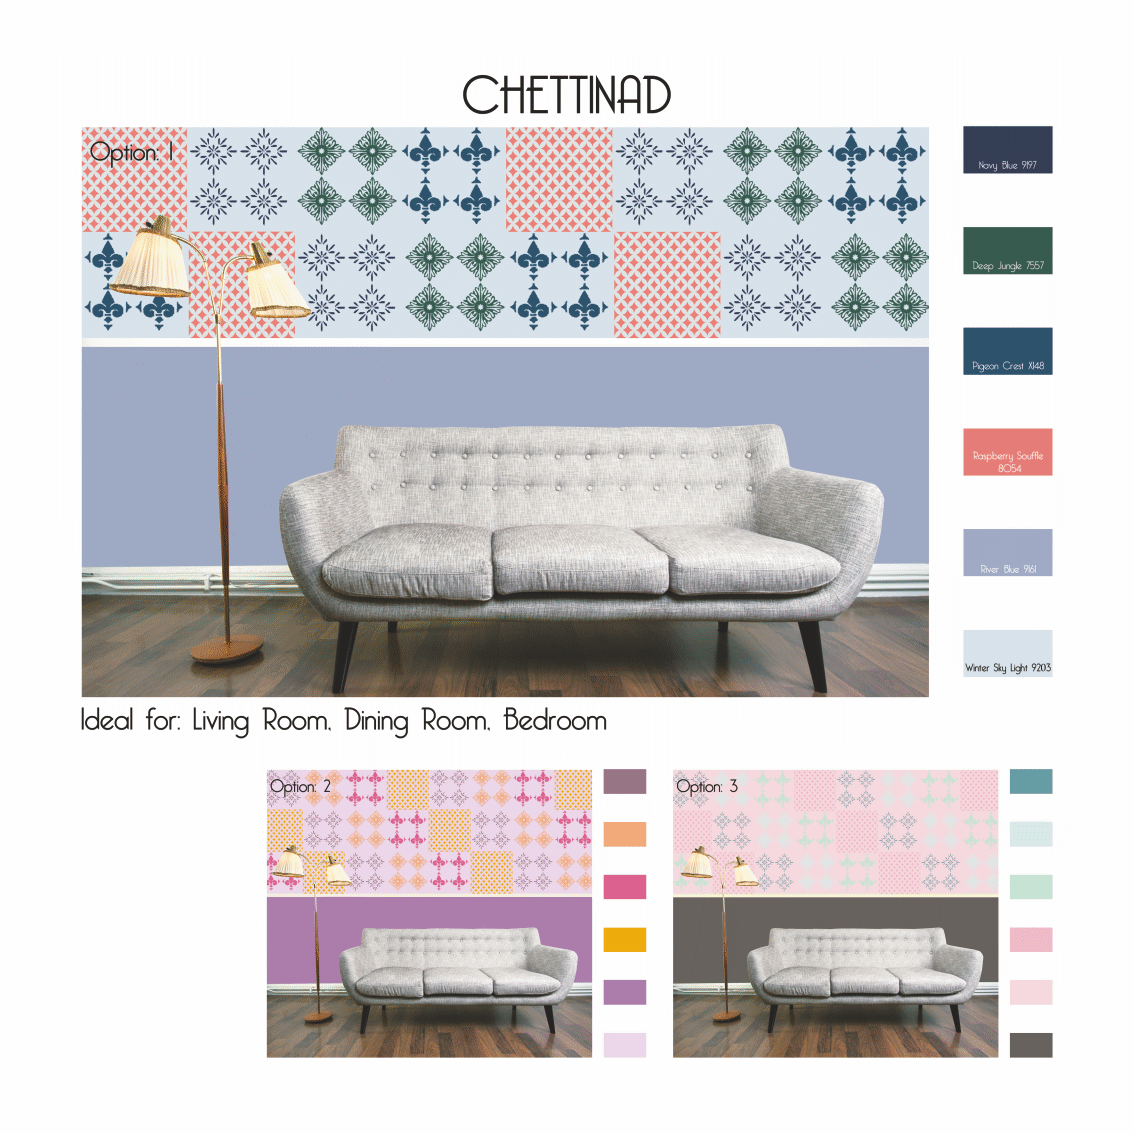 CHETTINAD
Option: 1
Navy Blue 9197
Deep Jungle 7557
Pigeon Crest X148
Raspberry Souffle
8054
River Blue 9161
Winter Sky Light 9203
Ideal for: Living Room, Dining Room, Bedroom
Option: 2
Option: 3